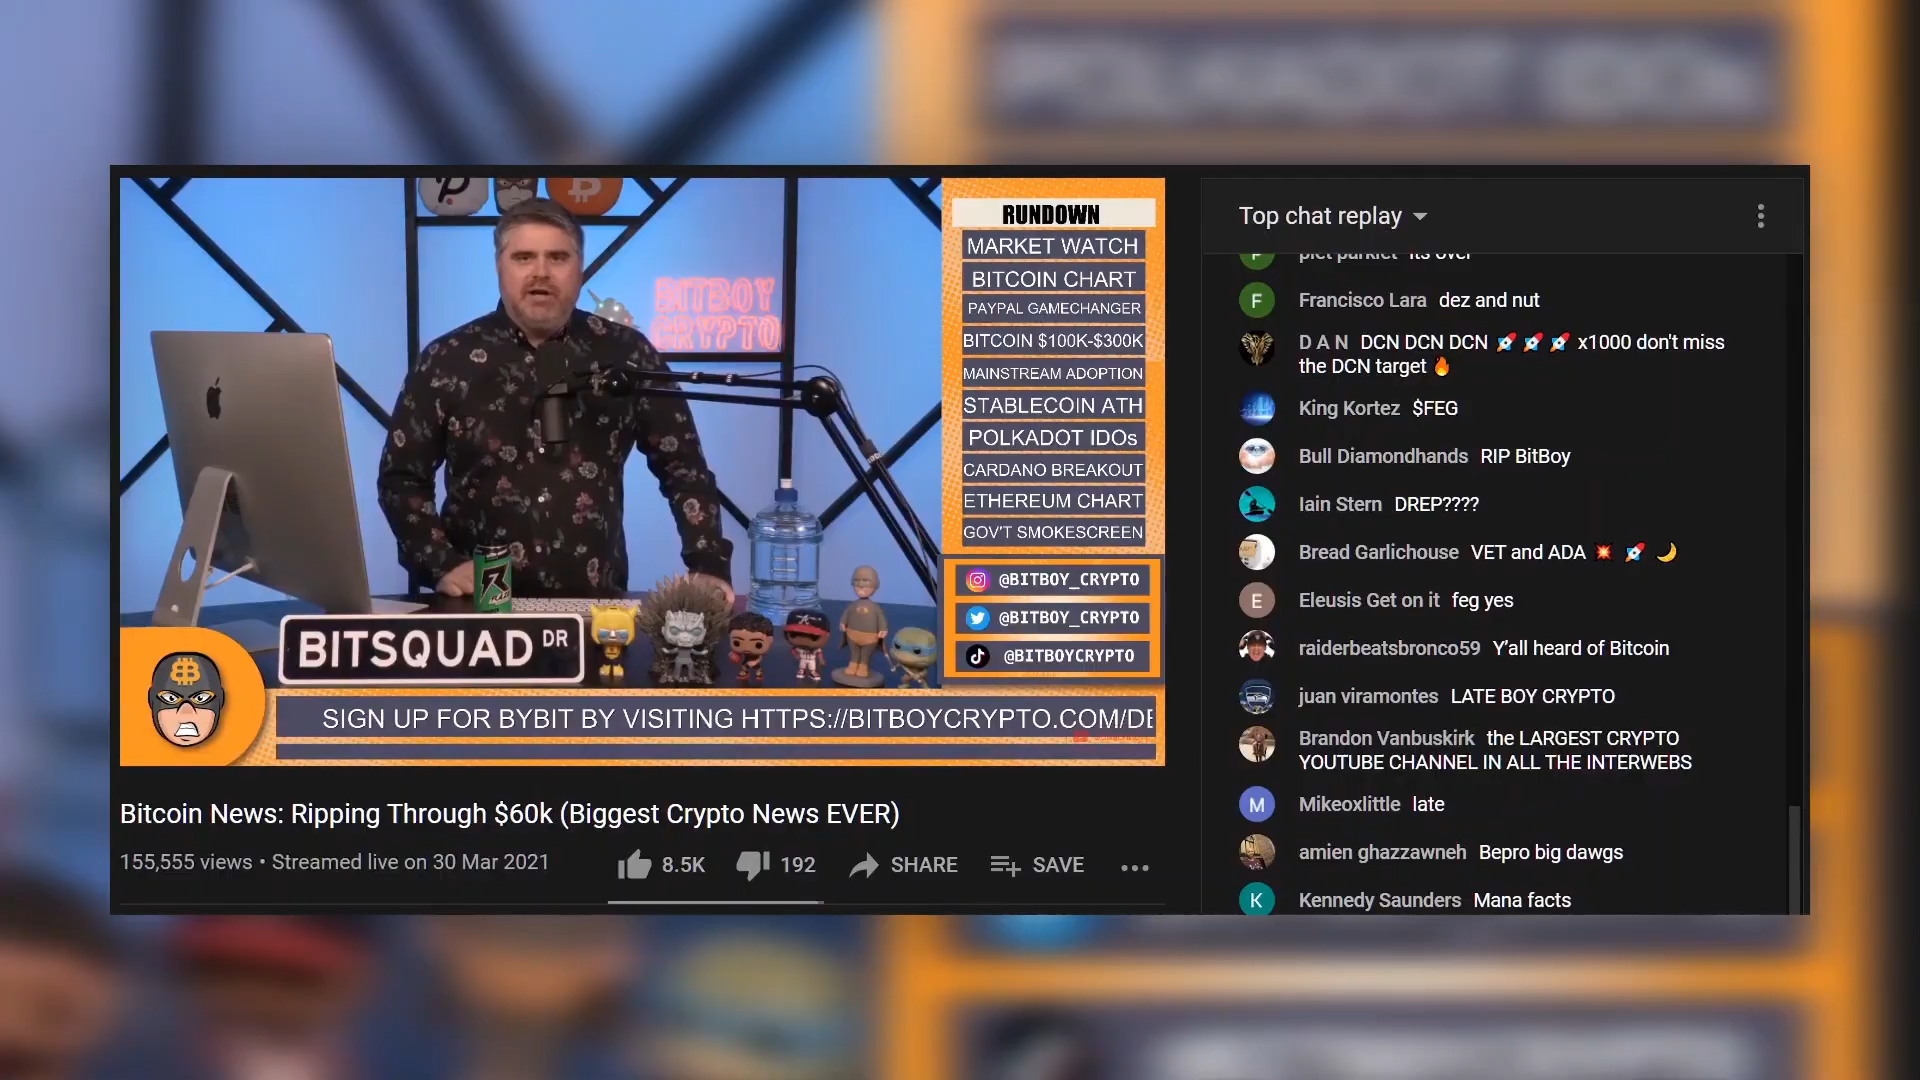 BITBOY
CRYPTO
BITSQUAD DR
RUNDOWN
MARKET WATCH
BITCOIN CHART
PAYPAL GAMECHANGER
BITCOIN $100K-$300K
MAINSTREAM ADOPTION
STABLECOIN ATH
POLKADOT IDOs
CARDANO BREAKOUT
ETHEREUM CHART
GOV'T SMOKESCREEN
@BITBOY_CRYPTO
@BITBOY_CRYPTO
@BITBOYCRYPTO
SIGN UP FOR BYBIT BY VISITING HTTPS://BITBOYCRYPTO.COM/DE
Bitcoin News: Ripping Through $60k (Biggest Crypto News EVER)
155,555 views • Streamed live on 30 Mar 2021
8.5K 192 SHARE SAVE
Top chat replay
piet parkiet its over
F Francisco Lara dez and nut
D A N DCN DCN DCN 🚀 🚀 🚀 x1000 don't miss
the DCN target 🔥
King Kortez $FEG
Bull Diamondhands RIP BitBoy
Iain Stern DREP????
Bread Garlichouse VET and ADA 💥 🚀 🌙
E Eleusis Get on it feg yes
raiderbeatsbronco59 Y'all heard of Bitcoin
juan viramontes LATE BOY CRYPTO
Brandon Vanbuskirk the LARGEST CRYPTO
YOUTUBE CHANNEL IN ALL THE INTERWEBS
M Mikeoxlittle late
amien ghazzawneh Bepro big dawgs
K Kennedy Saunders Mana facts